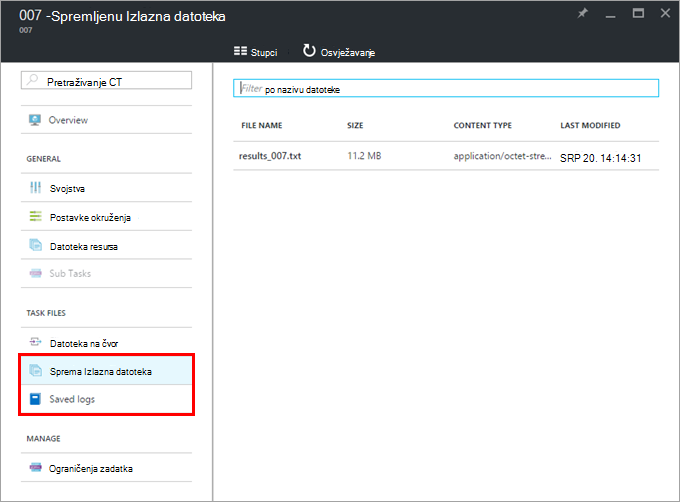 007 -Spremljenu Izlazna datoteka
007
Stupci
Osvježavanje
Pretraživanje CT
Overview
GENERAL
Svojstva
Postavke okruženja
Datoteka resursa
Sub Tasks
TASK FILES
Datoteka na čvor
Sprema Izlazna datoteka
Saved logs
MANAGE
Ograničenja zadatka
Filter po nazivu datoteke
FILE NAME SIZE CONTENT TYPE LAST MODIFIED
results_007.txt 11.2 MB application/octet-stre... SRP 20. 14:14:31